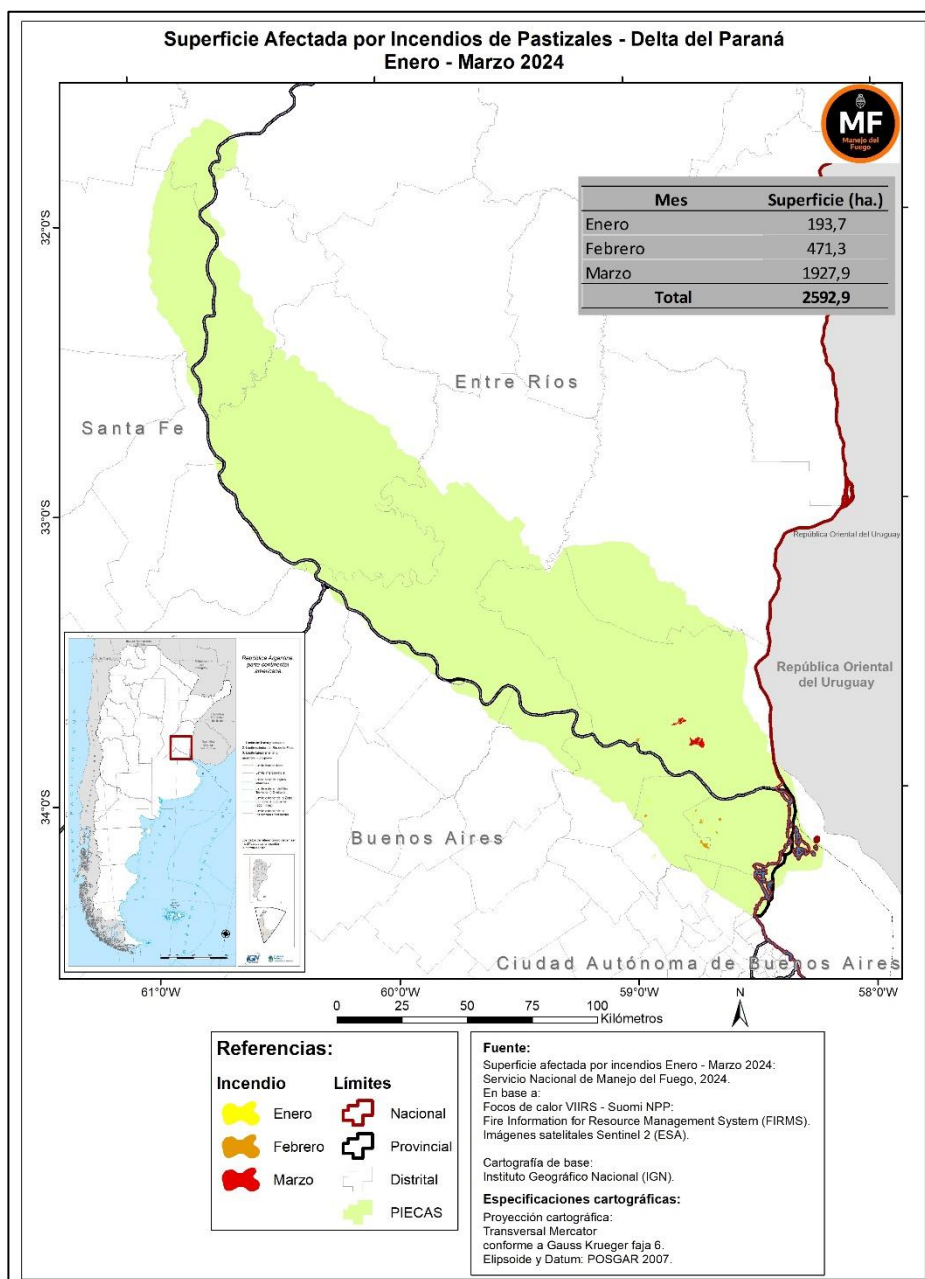 Superficie Afectada por Incendios de Pastizales - Delta del Paraná
Enero - Marzo 2024
MF
Manejo del
Fuego
Mes Superficie (ha.)
Enero 193,7
Febrero 471,3
Marzo 1927,9
Total 2592,9
32°0'S
Entre Ríos
Santa Fe
33°0'S
República Oriental del Uruguay
República Oriental
del Uruguay
República Argentina,
parte continental
americana.
34°0'S
Buenos Aires
Ciudad Autónoma de Buenos Aires
61°0'W
60°0'W
59°0'W
N
58°0'W
0 25 50 75 100
Kilómetros
Referencias:
Incendio Límites
Enero Nacional
Febrero Provincial
Marzo Distrital
PIECAS
Fuente:
Superficie afectada por incendios Enero - Marzo 2024:
Servicio Nacional de Manejo del Fuego, 2024.
En base a:
Focos de calor VIIRS - Suomi NPP:
Fire Information for Resource Management System (FIRMS).
Imágenes satelitales Sentinel 2 (ESA).
Cartografía de base:
Instituto Geográfico Nacional (IGN).
Especificaciones cartográficas:
Proyección cartográfica:
Transversal Mercator
conforme a Gauss Krueger faja 6.
Elipsoide y Datum: POSGAR 2007.